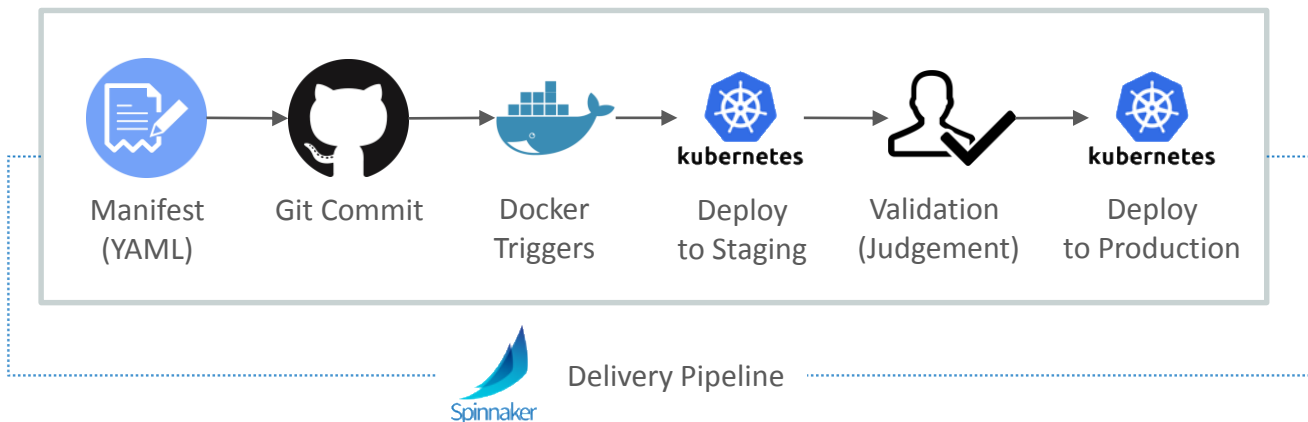 kubernetes
kubernetes
Manifest
(YAML)
Git Commit
Docker
Triggers
Deploy
to Staging
Validation
(Judgement)
Deploy
to Production
Spinnaker
Delivery Pipeline